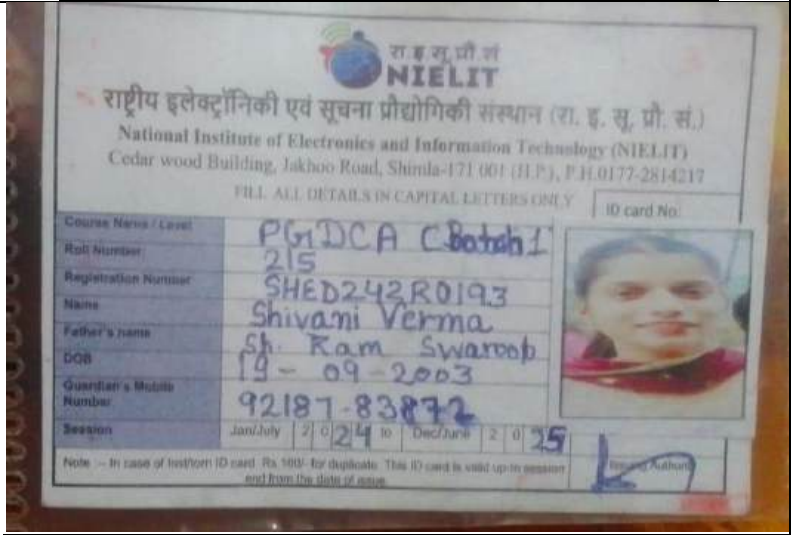 रा.इ.सू.प्रौ.सं
NIELIT
राष्ट्रीय इलेक्ट्रॉनिकी एवं सूचना प्रौद्योगिकी संस्थान (रा. इ. सू. प्रौ. सं.)
National Institute of Electronics and Information Technology (NIELIT)
Cedar wood Building, Jakhoo Road, Shimla-171 001 (H.P.), P.H.0177-2814217
FILL ALL DETAILS IN CAPITAL LETTERS ONLY
ID card No:
Course Name / Level PGDCA (Batch 1
Roll Number: 215
Registration Number SHED242R0193
Name Shivani Verma
Father's name Sh. Ram Swaroop
DOB 19-09-2003
Guardian's Mobile Number 92187-83872
Session Jan/July 2024 to Dec/June 2025
Note :- In case of lost/torn ID card Rs 100/- for duplicate. This ID card is valid up-to session
end from the date of issue
Issuing Authority